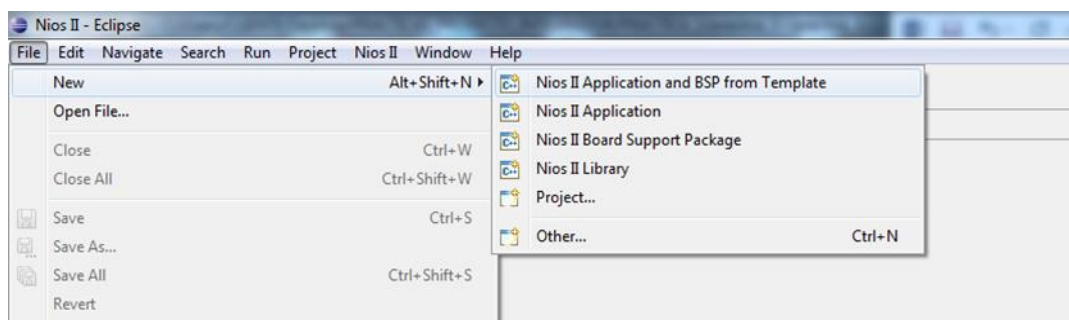 Nios II - Eclipse
File Edit Navigate Search Run Project Nios II Window Help
New Alt+Shift+N
Open File...
Close Ctrl+W
Close All Ctrl+Shift+W
Save Ctrl+S
Save As...
Save All Ctrl+Shift+S
Revert
Nios II Application and BSP from Template
Nios II Application
Nios II Board Support Package
Nios II Library
Project...
Other... Ctrl+N